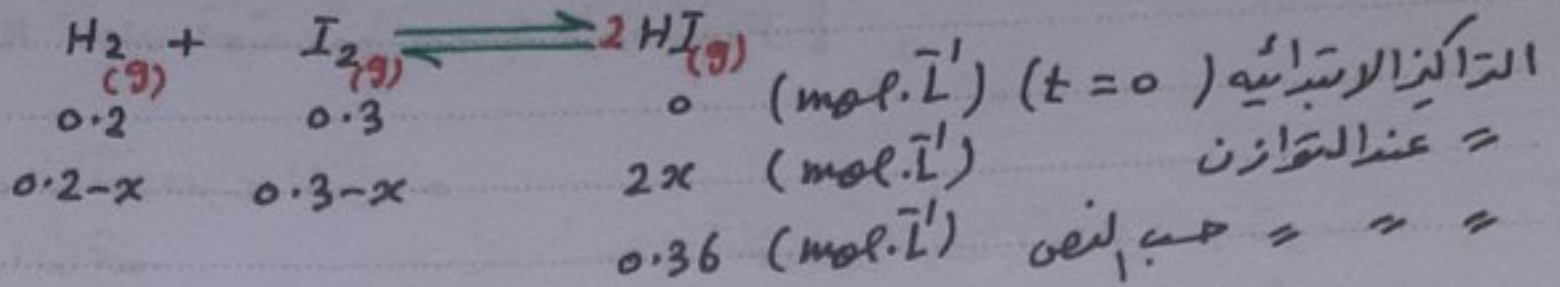 H₂(g) + I₂(g) ⇌ 2HI(g)
0.2 0.3 0 (mol.L⁻¹) (t = 0) التراكيز الابتدائيه
0.2-x 0.3-x 2x (mol.L⁻¹) = عند التوازن
0.36 (mol.L⁻¹) = = = حسب النص